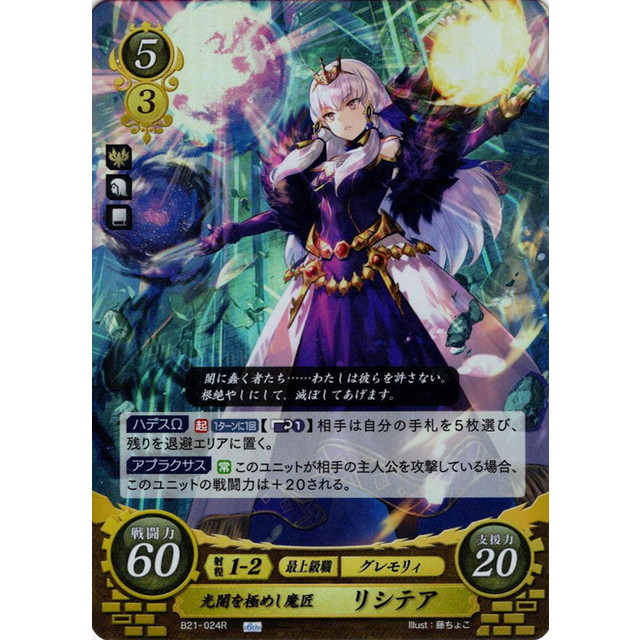 5
3
闇に蠢く者たち……わたしは彼らを許さない。
根絶やしにして、滅ぼしてあげます。
ハデスΩ 起 1ターンに1回【1】相手は自分の手札を5枚選び、
残りを退避エリアに置く。
アプラクサス 常 このユニットが相手の主人公を攻撃している場合、
このユニットの戦闘力は＋20される。
戦闘力
60
射程 1-2 最上級職 グレモリィ
支援力
20
光闇を極めし魔匠 リシテア
B21-024R
Illust：藤ちょこ